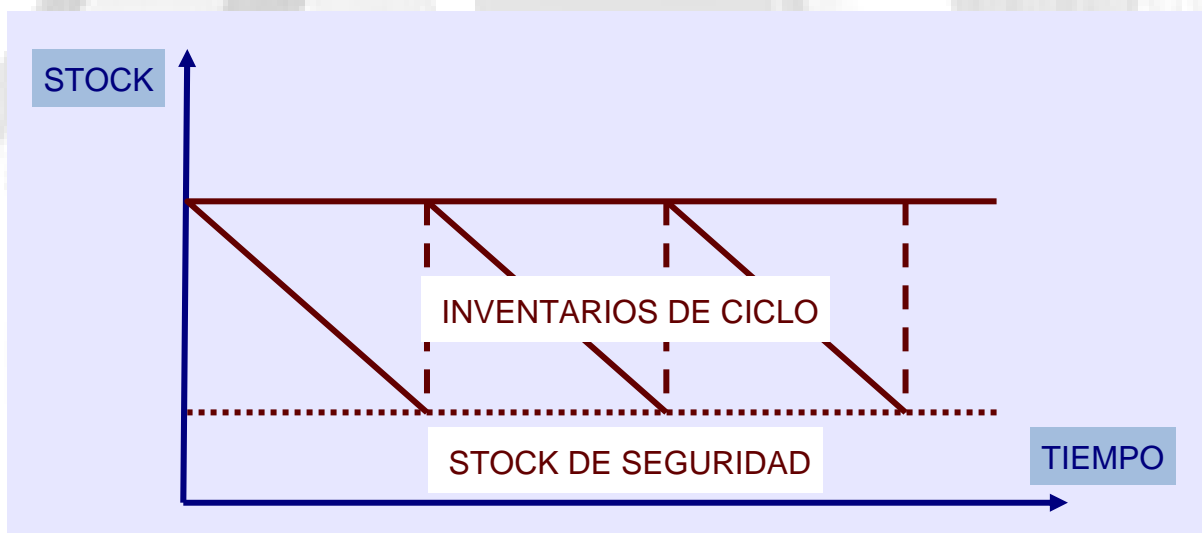 STOCK
INVENTARIOS DE CICLO
STOCK DE SEGURIDAD
TIEMPO